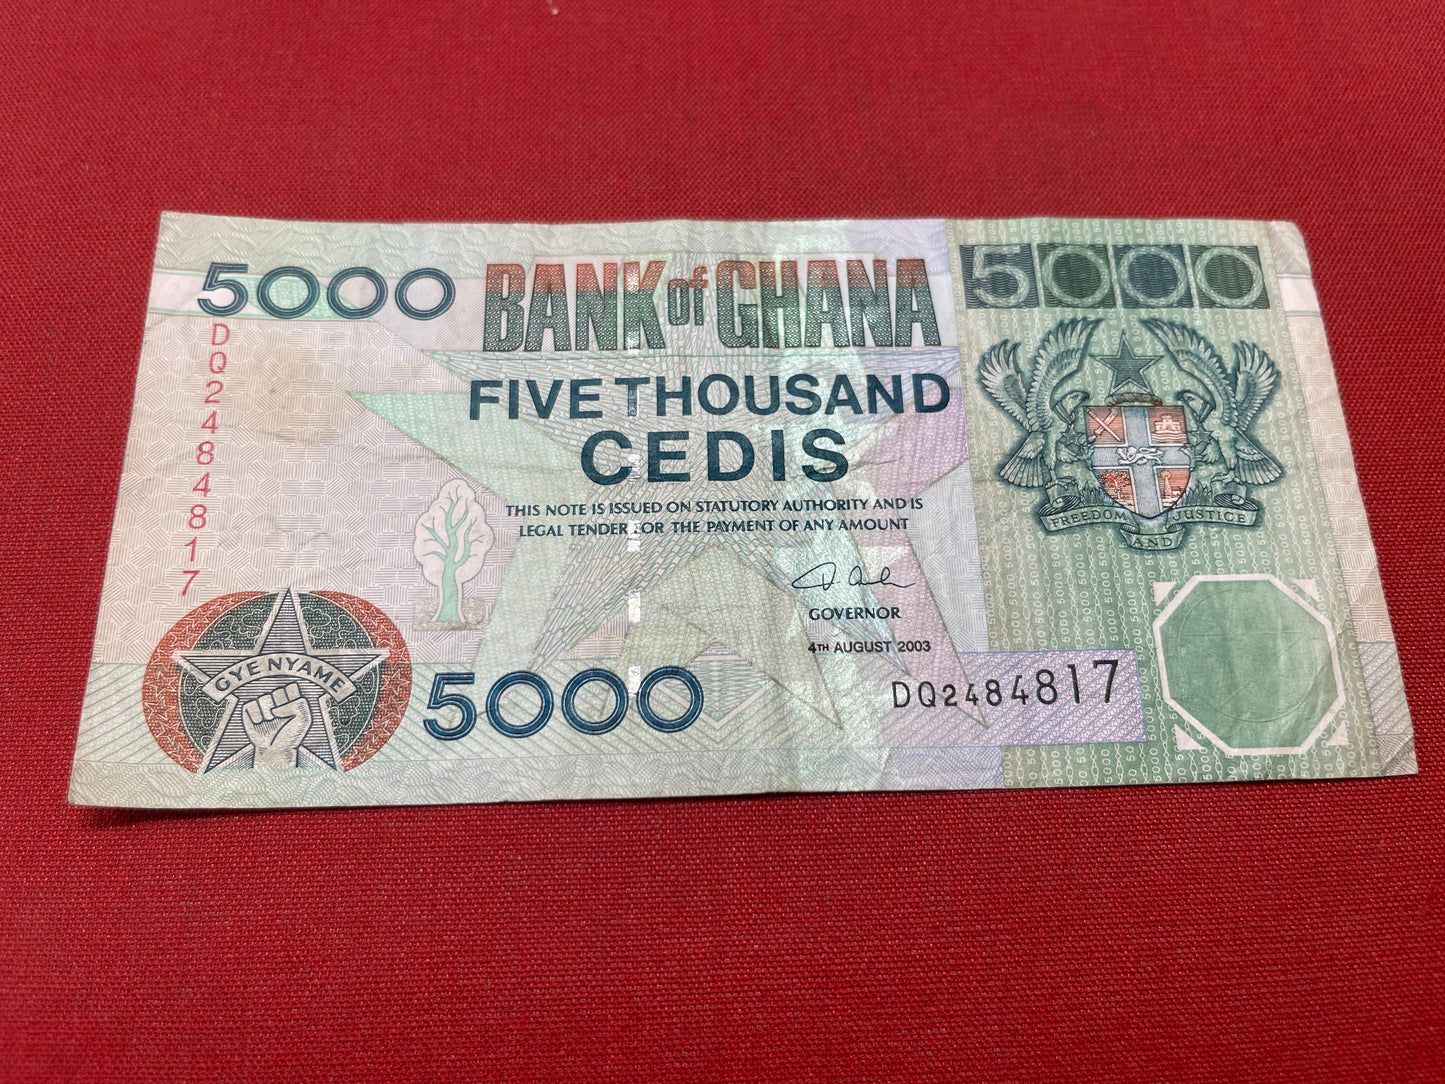 5000
BANK of GHANA
FIVE THOUSAND
CEDIS
THIS NOTE IS ISSUED ON STATUTORY AUTHORITY AND IS
LEGAL TENDER FOR THE PAYMENT OF ANY AMOUNT
GOVERNOR
4TH AUGUST 2003
DQ2484817
5000
DQ2484817
GYE NYAME
5000
FREEDOM AND JUSTICE